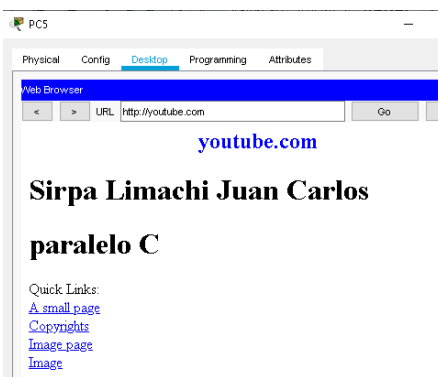 PC5
Physical Config Desktop Programming Attributes
Web Browser
< > URL http://youtube.com Go
youtube.com
Sirpa Limachi Juan Carlos
paralelo C
Quick Links:
A small page
Copyrights
Image page
Image